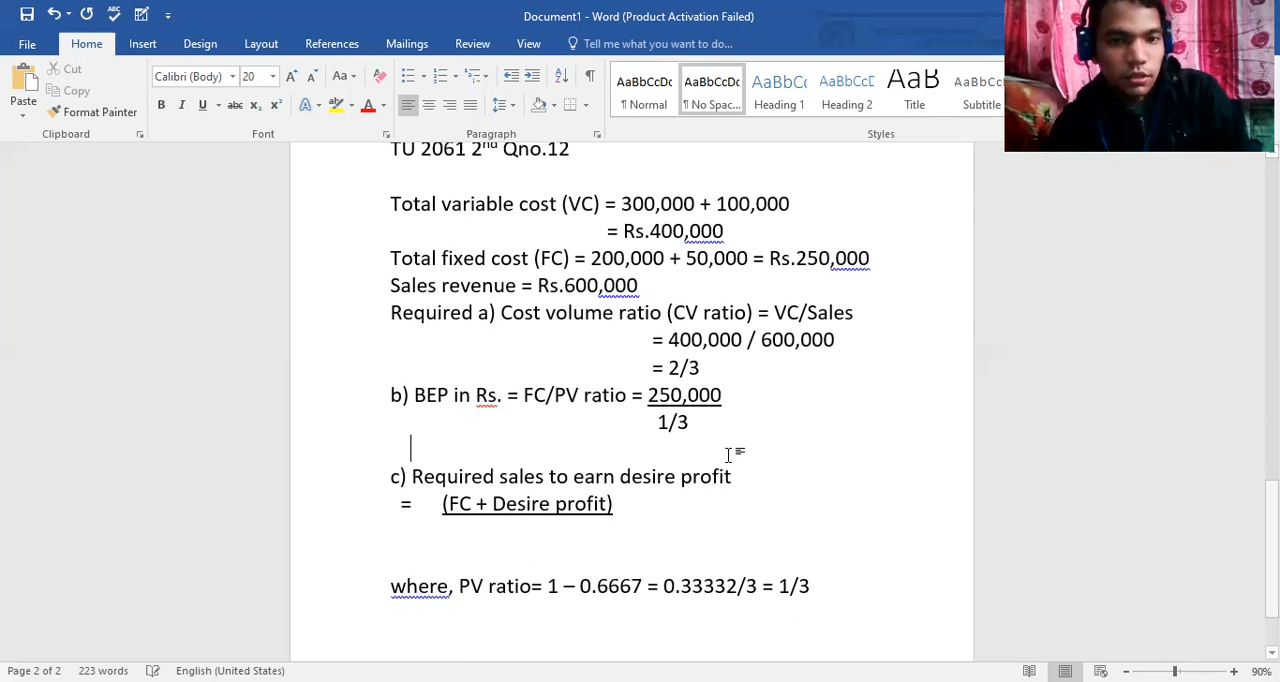 Document1 - Word (Product Activation Failed)
File Home Insert Design Layout References Mailings Review View Tell me what you want to do...
Paste
Cut
Copy
Format Painter
Clipboard
Calibri (Body) 20
Font
Paragraph
AaBbCcDc AaBbCcDc AaBbCc AaBbCcE AaB AaBbCcD
¶ Normal ¶ No Spac... Heading 1 Heading 2 Title Subtitle
Styles
TU 2061 2nd Qno.12
Total variable cost (VC) = 300,000 + 100,000
= Rs.400,000
Total fixed cost (FC) = 200,000 + 50,000 = Rs.250,000
Sales revenue = Rs.600,000
Required a) Cost volume ratio (CV ratio) = VC/Sales
= 400,000 / 600,000
= 2/3
b) BEP in Rs. = FC/PV ratio = 250,000
1/3
c) Required sales to earn desire profit
= (FC + Desire profit)
where, PV ratio= 1 – 0.6667 = 0.33332/3 = 1/3
Page 2 of 2 223 words English (United States) 90%